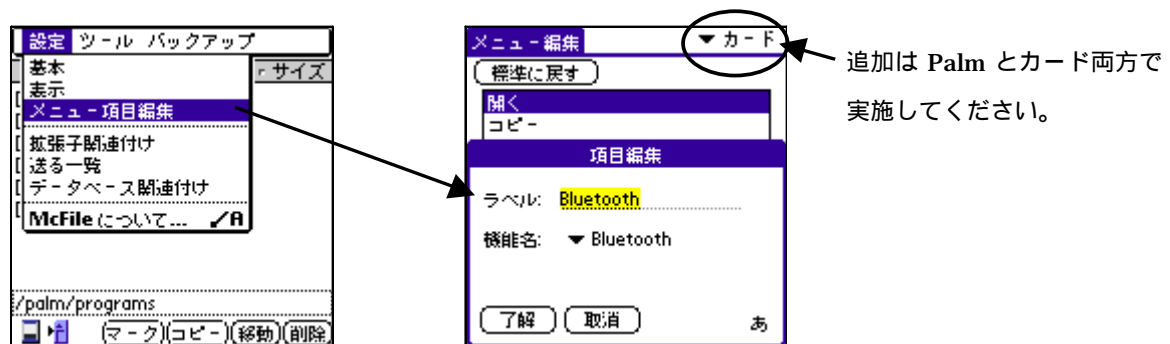 設定 ツール バックアップ
基本
表示
メニュー項目編集
拡張子関連付け
送る一覧
データベース関連付け
McFile について... A
サイズ
/palm/programs
マーク コピー 移動 削除
メニュー編集 ▼ カード
標準に戻す
開く
コピー
項目編集
ラベル: Bluetooth
機能名: ▼ Bluetooth
了解 取消 あ
追加は Palm とカード両方で
実施してください。